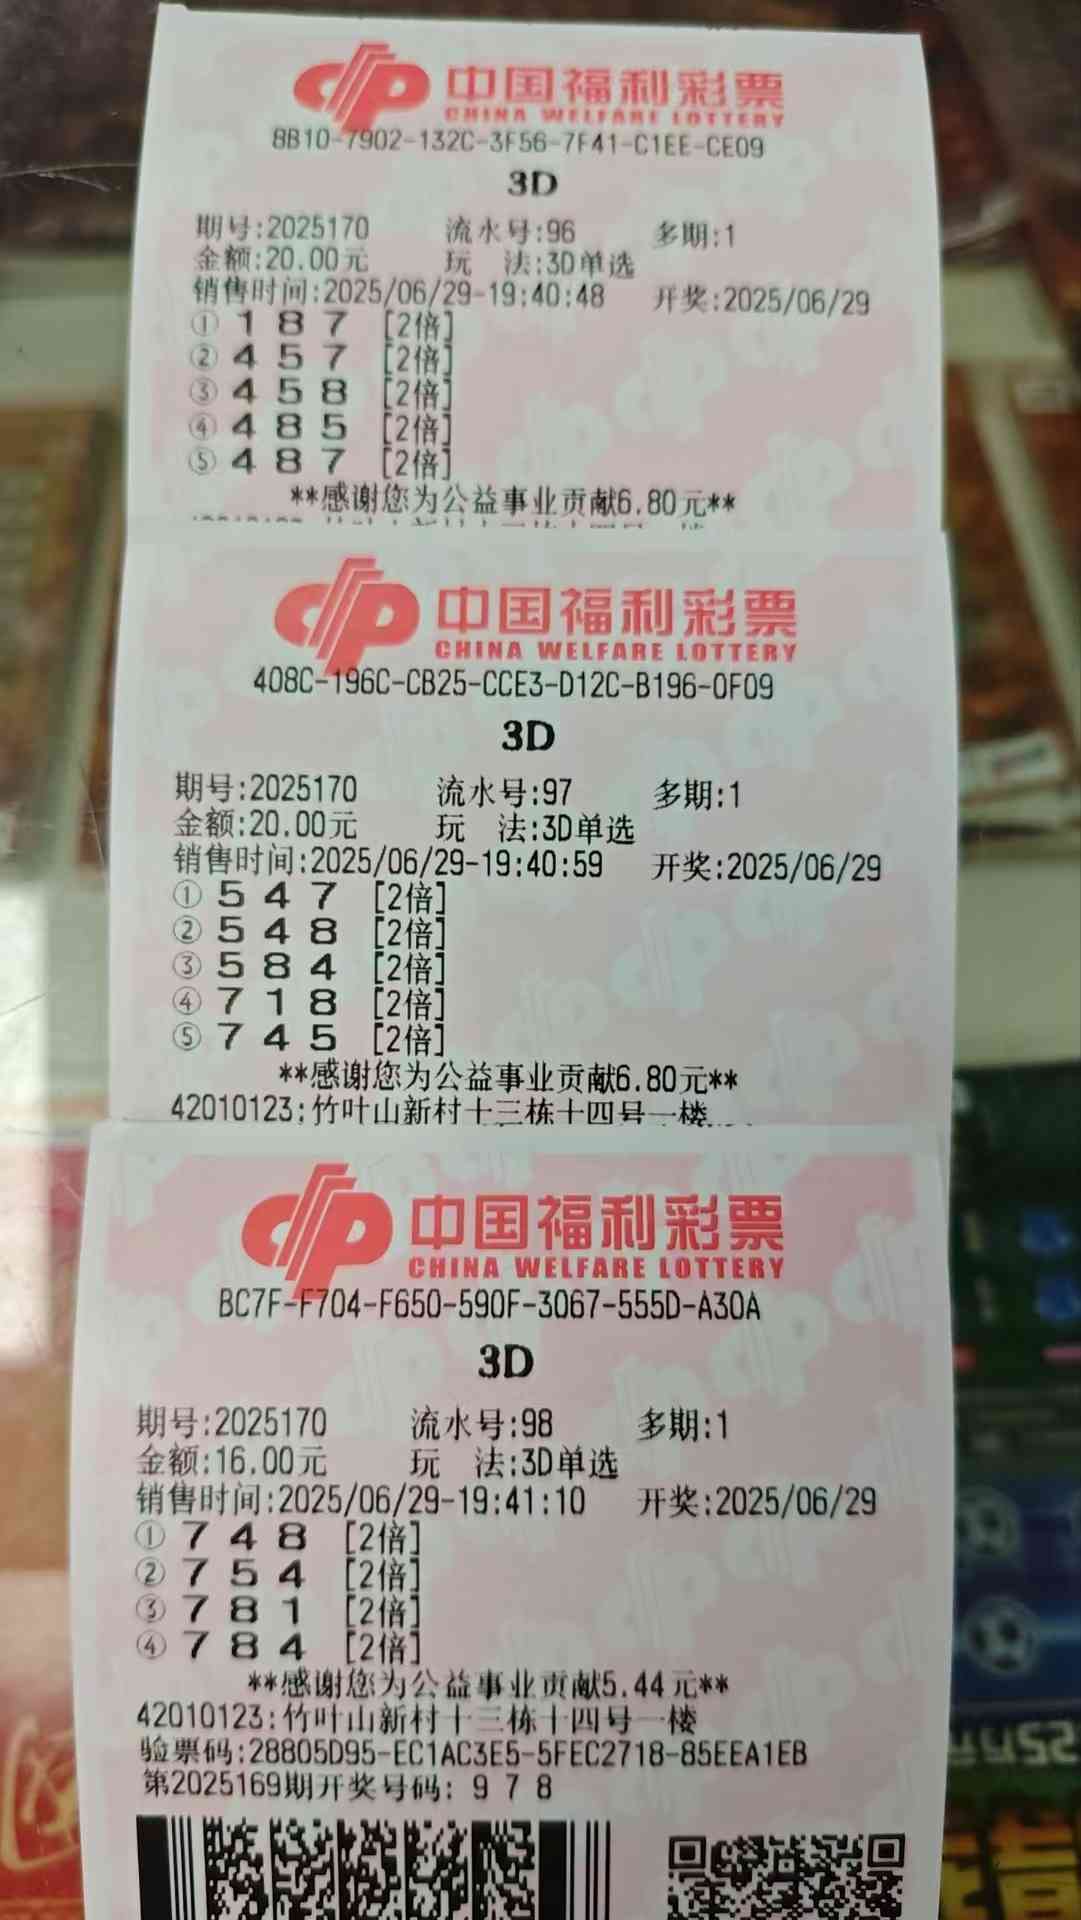 中国福利彩票
CHINA WELFARE LOTTERY
8B10-7902-132C-3F56-7F41-C1EE-CE09
3D
期号:2025170 流水号:96 多期:1
金额:20.00元 玩 法:3D单选
销售时间:2025/06/29-19:40:48 开奖:2025/06/29
① 1 8 7 [2倍]
② 4 5 7 [2倍]
③ 4 5 8 [2倍]
④ 4 8 5 [2倍]
⑤ 4 8 7 [2倍]
**感谢您为公益事业贡献6.80元**
中国福利彩票
CHINA WELFARE LOTTERY
408C-196C-CB25-CCE3-D12C-B196-0F09
3D
期号:2025170 流水号:97 多期:1
金额:20.00元 玩 法:3D单选
销售时间:2025/06/29-19:40:59 开奖:2025/06/29
① 5 4 7 [2倍]
② 5 4 8 [2倍]
③ 5 8 4 [2倍]
④ 7 1 8 [2倍]
⑤ 7 4 5 [2倍]
**感谢您为公益事业贡献6.80元**
42010123:竹叶山新村十三栋十四号一楼
中国福利彩票
CHINA WELFARE LOTTERY
BC7F-F704-F650-590F-3067-555D-A30A
3D
期号:2025170 流水号:98 多期:1
金额:16.00元 玩 法:3D单选
销售时间:2025/06/29-19:41:10 开奖:2025/06/29
① 7 4 8 [2倍]
② 7 5 4 [2倍]
③ 7 8 1 [2倍]
④ 7 8 4 [2倍]
**感谢您为公益事业贡献5.44元**
42010123:竹叶山新村十三栋十四号一楼
验票码:28805D95-EC1AC3E5-5FEC2718-85EEA1EB
第2025169期开奖号码: 9 7 8